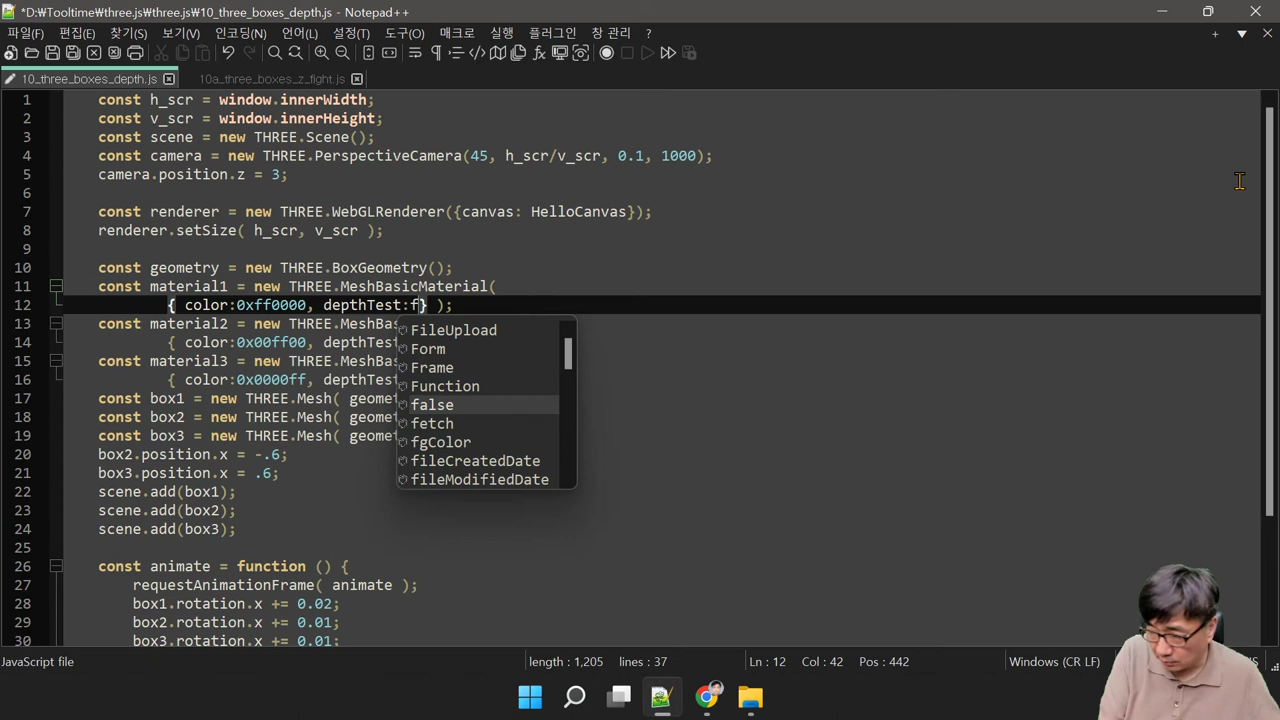 *D:₩Tooltime₩three.js₩three.js₩10_three_boxes_depth.js - Notepad++
파일(F) 편집(E) 찾기(S) 보기(V) 인코딩(N) 언어(L) 설정(T) 도구(O) 매크로 실행 플러그인 창 관리 ?
10_three_boxes_depth.js 10a_three_boxes_z_fight.js
1 const h_scr = window.innerWidth;
2 const v_scr = window.innerHeight;
3 const scene = new THREE.Scene();
4 const camera = new THREE.PerspectiveCamera(45, h_scr/v_scr, 0.1, 1000);
5 camera.position.z = 3;
6
7 const renderer = new THREE.WebGLRenderer({canvas: HelloCanvas});
8 renderer.setSize( h_scr, v_scr );
9
10 const geometry = new THREE.BoxGeometry();
11 const material1 = new THREE.MeshBasicMaterial(
12 { color:0xff0000, depthTest:f} );
13 const material2 = new THREE.MeshBas
14 { color:0x00ff00, depthTest
15 const material3 = new THREE.MeshBas
16 { color:0x0000ff, depthTest
17 const box1 = new THREE.Mesh( geomet
18 const box2 = new THREE.Mesh( geomet
19 const box3 = new THREE.Mesh( geomet
20 box2.position.x = -.6;
21 box3.position.x = .6;
22 scene.add(box1);
23 scene.add(box2);
24 scene.add(box3);
25
26 const animate = function () {
27 requestAnimationFrame( animate );
28 box1.rotation.x += 0.02;
29 box2.rotation.x += 0.01;
30 box3.rotation.x += 0.01;
FileUpload
Form
Frame
Function
false
fetch
fgColor
fileCreatedDate
fileModifiedDate
JavaScript file length : 1,205 lines : 37 Ln : 12 Col : 42 Pos : 442 Windows (CR LF)